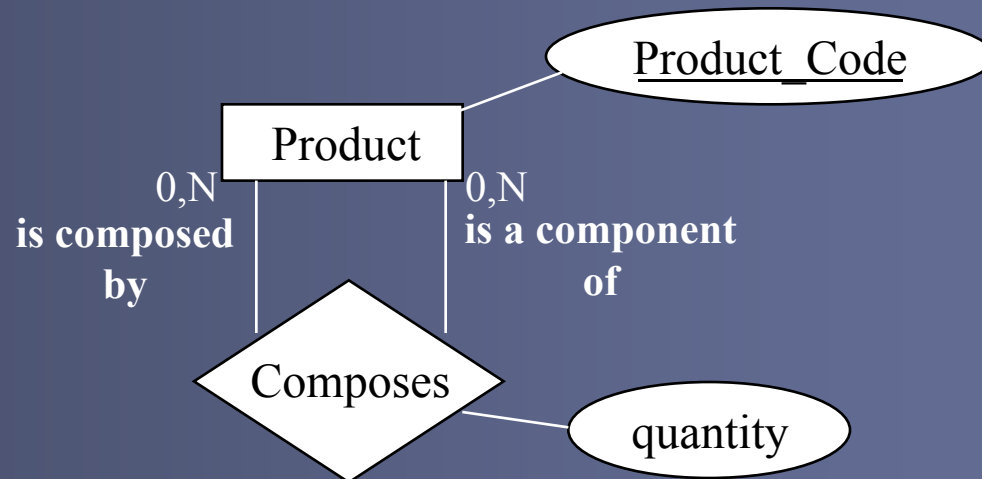 Product_Code
Product
0,N
is composed
by
0,N
is a component
of
Composes
quantity